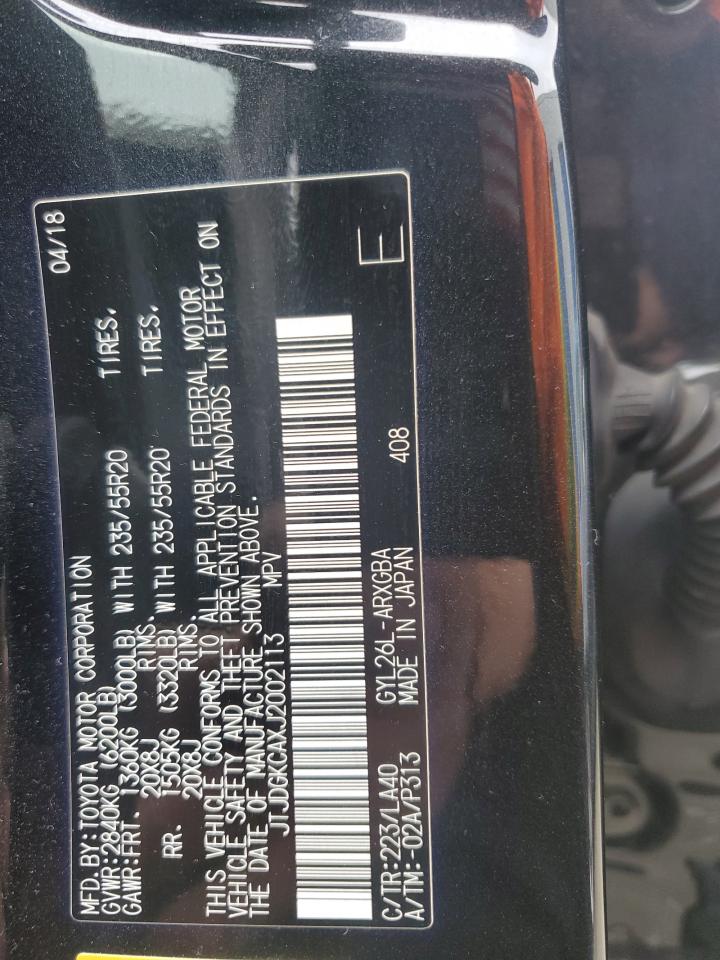 MFD. BY: TOYOTA MOTOR CORPORATION 04/18
GVWR: 2840KG (6200LB)
GAWR: FRT. 1360KG (3000LB) WITH 235/55R20 TIRES.
20X8J RIMS.
RR. 1505KG (3320LB) WITH 235/55R20 TIRES.
20X8J RIMS.
THIS VEHICLE CONFORMS TO ALL APPLICABLE FEDERAL MOTOR
VEHICLE SAFETY AND THEFT PREVENTION STANDARDS IN EFFECT ON
THE DATE OF MANUFACTURE SHOWN ABOVE.
JTJDGKCAXJ2002113 MPV
C/TR: 223/LA40 GYL26L-ARXGBA 408
A/TM: -02A/P313 MADE IN JAPAN
E